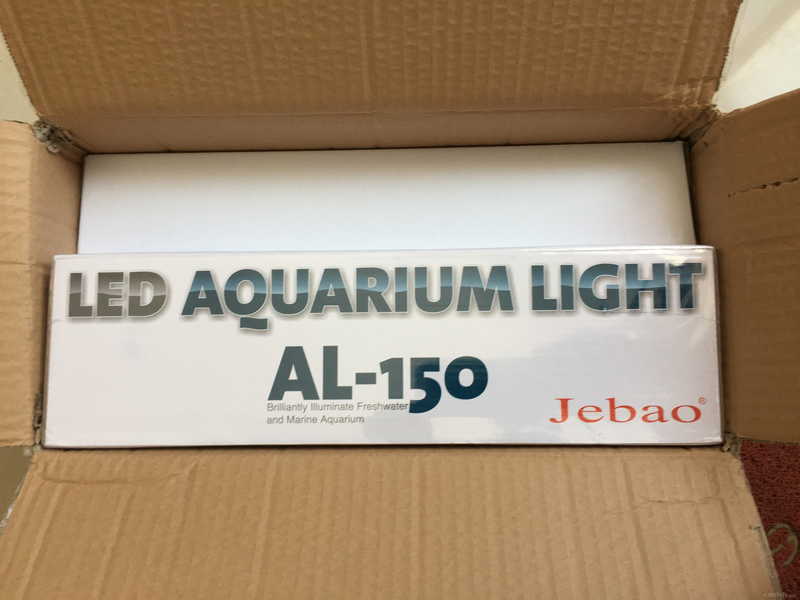 LED AQUARIUM LIGHT
AL-150
Brilliantly Illuminate Freshwater
and Marine Aquarium
Jebao®